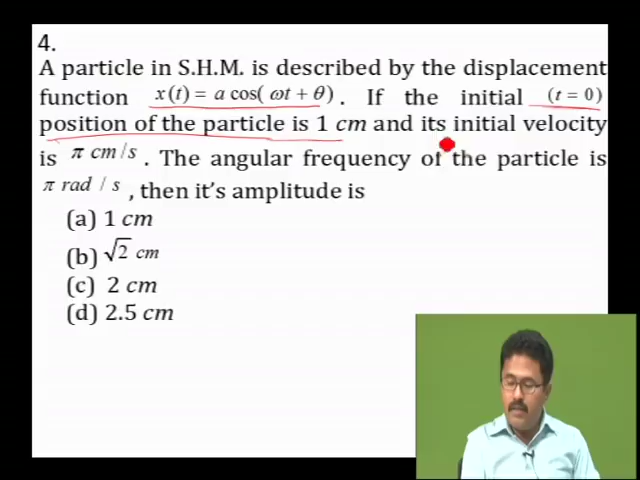 4.
A particle in S.H.M. is described by the displacement
function x(t) = a cos( ωt + θ) . If the initial (t = 0)
position of the particle is 1 cm and its initial velocity
is π cm/s . The angular frequency of the particle is
π rad / s , then it's amplitude is
(a) 1 cm
(b) √2 cm
(c) 2 cm
(d) 2.5 cm